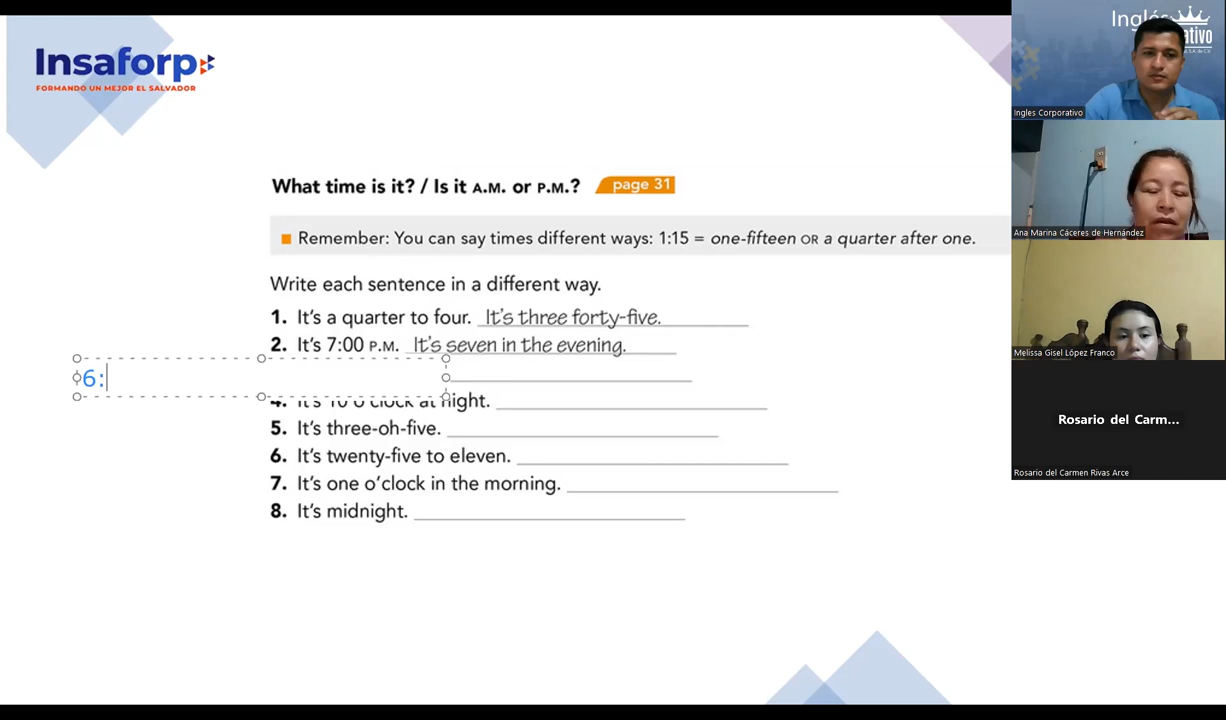 Insaforp
FORMANDO UN MEJOR EL SALVADOR
What time is it? / Is it A.M. or P.M.? page 31
Remember: You can say times different ways: 1:15 = one-fifteen OR a quarter after one.
Write each sentence in a different way.
1. It's a quarter to four. It's three forty-five.
2. It's 7:00 P.M. It's seven in the evening.
6:
4. It's 10 o'clock at night.
5. It's three-oh-five.
6. It's twenty-five to eleven.
7. It's one o'clock in the morning.
8. It's midnight.
Ingles Corporativo
Ana Marina Cáceres de Hernández
Melissa Gisel López Franco
Rosario del Carm...
Rosario del Carmen Rivas Arce